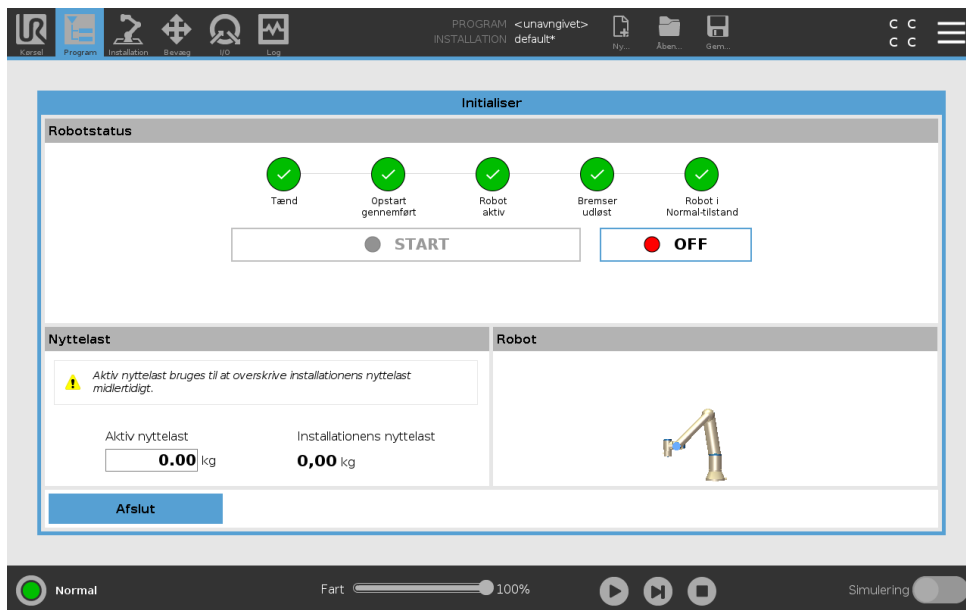 UR
Kørsel
Program
Installation
Bevæg
I/O
Log
PROGRAM <unavngivet>
INSTALLATION default*
Ny...
Åben...
Gem...
C C
C C
Initialiser
Robotstatus
Tænd
Opstart
gennemført
Robot
aktiv
Bremser
udløst
Robot i
Normal-tilstand
START
OFF
Nyttelast
Robot
Aktiv nyttelast bruges til at overskrive installationens nyttelast
midlertidigt.
Aktiv nyttelast
Installationens nyttelast
0.00 kg
0,00 kg
Afslut
Normal
Fart
100%
Simulering